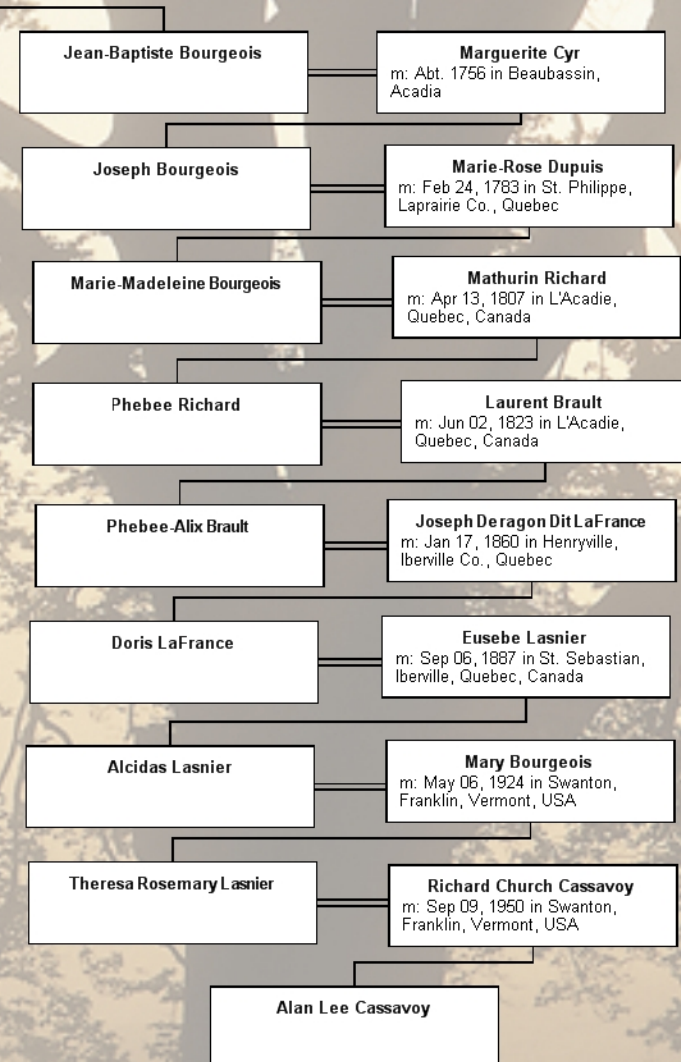 Jean-Baptiste Bourgeois
Marguerite Cyr
m: Abt. 1756 in Beaubassin,
Acadia
Joseph Bourgeois
Marie-Rose Dupuis
m: Feb 24, 1783 in St. Philippe,
Laprairie Co., Quebec
Marie-Madeleine Bourgeois
Mathurin Richard
m: Apr 13, 1807 in L'Acadie,
Quebec, Canada
Phebee Richard
Laurent Brault
m: Jun 02, 1823 in L'Acadie,
Quebec, Canada
Phebee-Alix Brault
Joseph Deragon Dit LaFrance
m: Jan 17, 1860 in Henryville,
Iberville Co., Quebec
Doris LaFrance
Eusebe Lasnier
m: Sep 06, 1887 in St. Sebastian,
Iberville, Quebec, Canada
Alcidas Lasnier
Mary Bourgeois
m: May 06, 1924 in Swanton,
Franklin, Vermont, USA
Theresa Rosemary Lasnier
Richard Church Cassavoy
m: Sep 09, 1950 in Swanton,
Franklin, Vermont, USA
Alan Lee Cassavoy